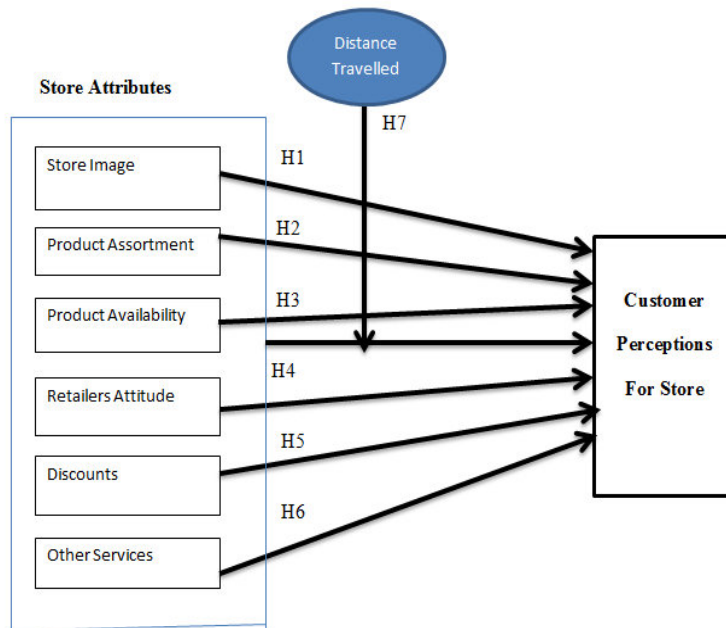 Distance
Travelled
Store Attributes
H7
Store Image
H1
Product Assortment
H2
Product Availability
H3
Customer
Perceptions
For Store
Retailers Attitude
H4
Discounts
H5
Other Services
H6